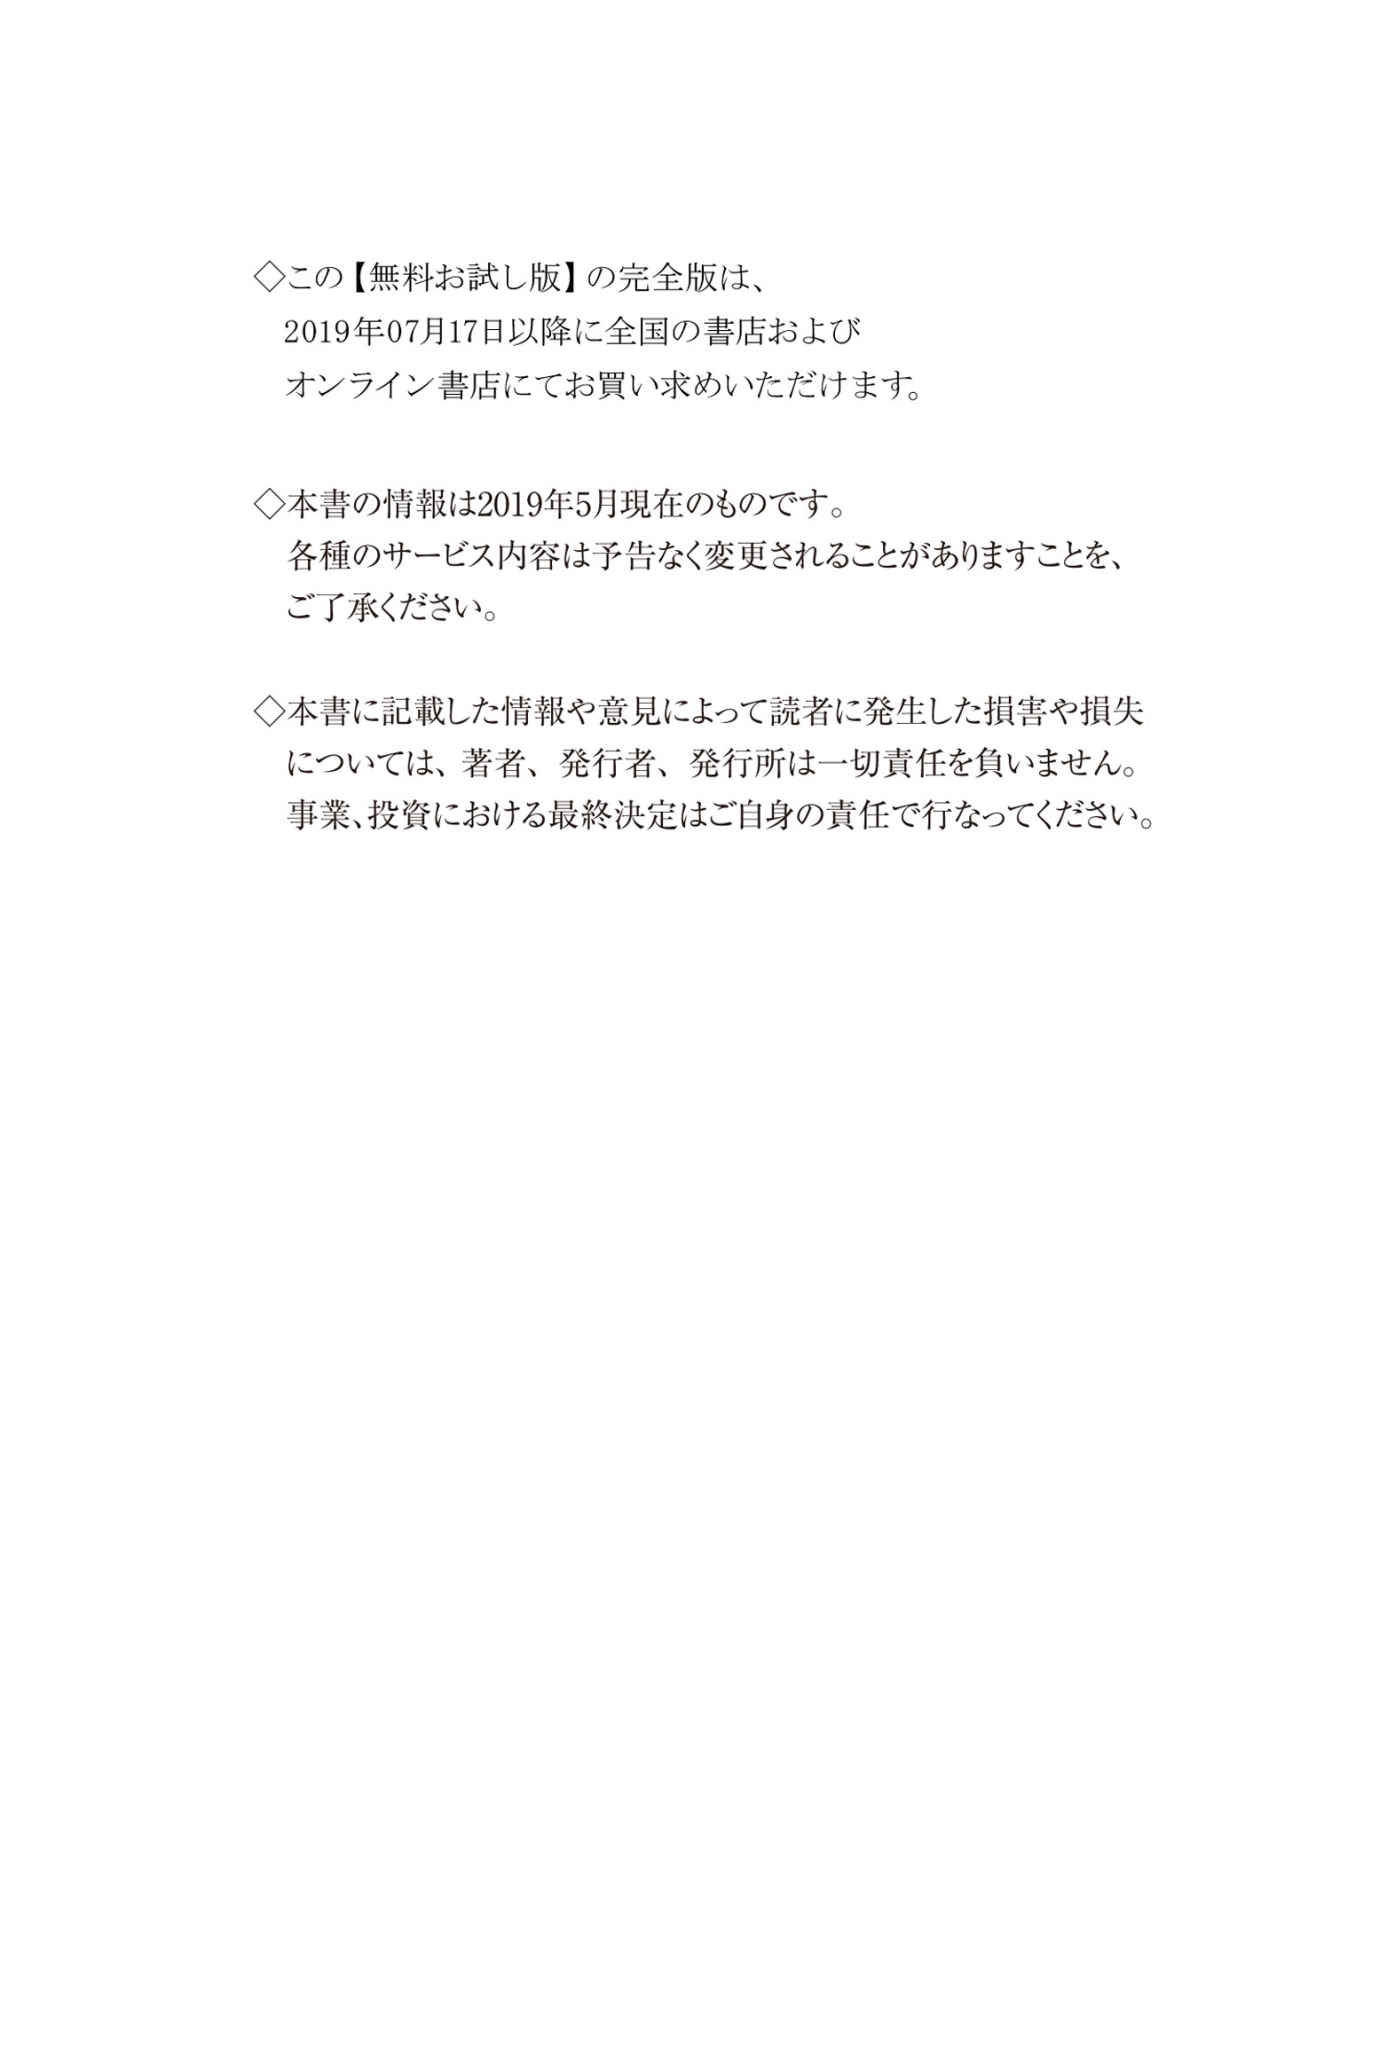 ◇この【無料お試し版】の完全版は、
2019年07月17日以降に全国の書店および
オンライン書店にてお買い求めいただけます。
◇本書の情報は2019年5月現在のものです。
各種のサービス内容は予告なく変更されることがありますことを、
ご了承ください。
◇本書に記載した情報や意見によって読者に発生した損害や損失
については、著者、発行者、発行所は一切責任を負いません。
事業、投資における最終決定はご自身の責任で行なってください。